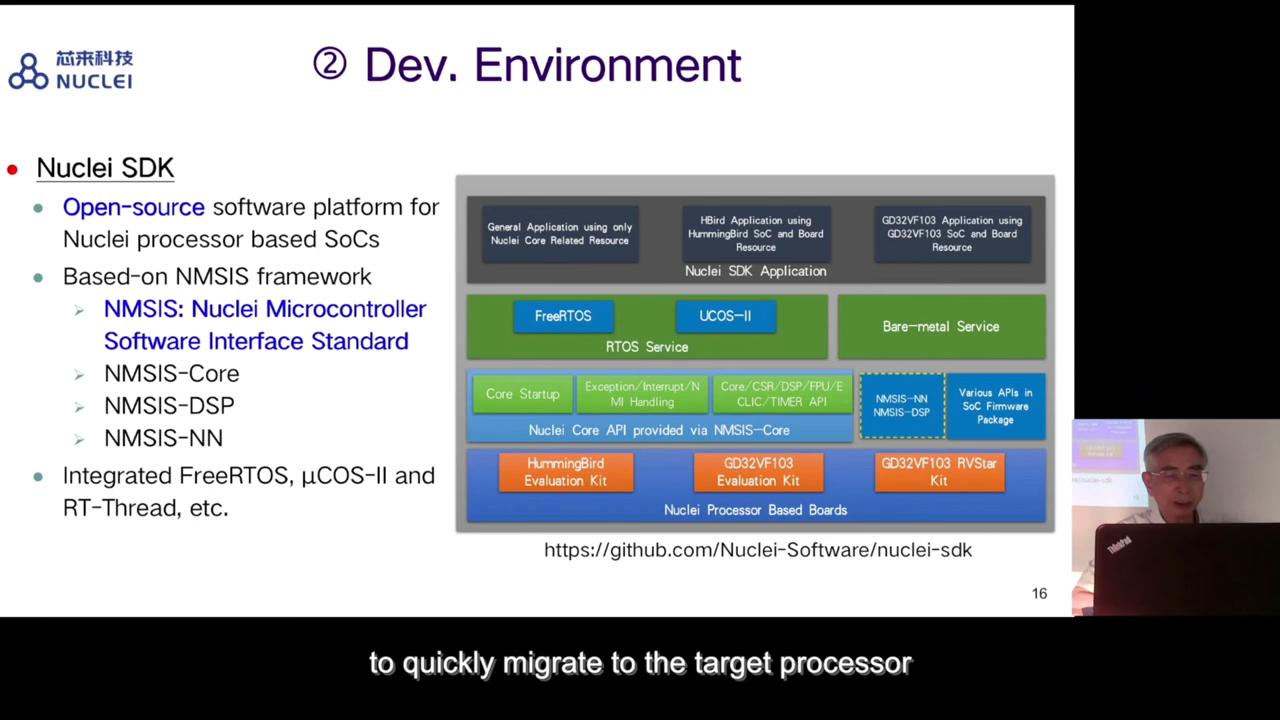 芯来科技
NUCLEI
② Dev. Environment
• Nuclei SDK
• Open-source software platform for
Nuclei processor based SoCs
• Based-on NMSIS framework
➢ NMSIS: Nuclei Microcontroller
Software Interface Standard
➢ NMSIS-Core
➢ NMSIS-DSP
➢ NMSIS-NN
• Integrated FreeRTOS, μCOS-II and
RT-Thread, etc.
General Application using only
Nuclei Core Related Resource
HBird Application using
HummingBird SoC and Board
Resource
GD32VF103 Application using
GD32VF103 SoC and Board
Resource
Nuclei SDK Application
FreeRTOS
UCOS-II
RTOS Service
Bare-metal Service
Core Startup
Exception/Interrupt/N
MI Handling
Core/CSR/DSP/FPU/E
CLIC/TIMER API
Nuclei Core API provided via NMSIS-Core
NMSIS-NN
NMSIS-DSP
Various APIs in
SoC Firmware
Package
HummingBird
Evaluation Kit
GD32VF103
Evaluation Kit
GD32VF103 RVStar
Kit
Nuclei Processor Based Boards
https://github.com/Nuclei-Software/nuclei-sdk
16
ThinkPad
to quickly migrate to the target processor